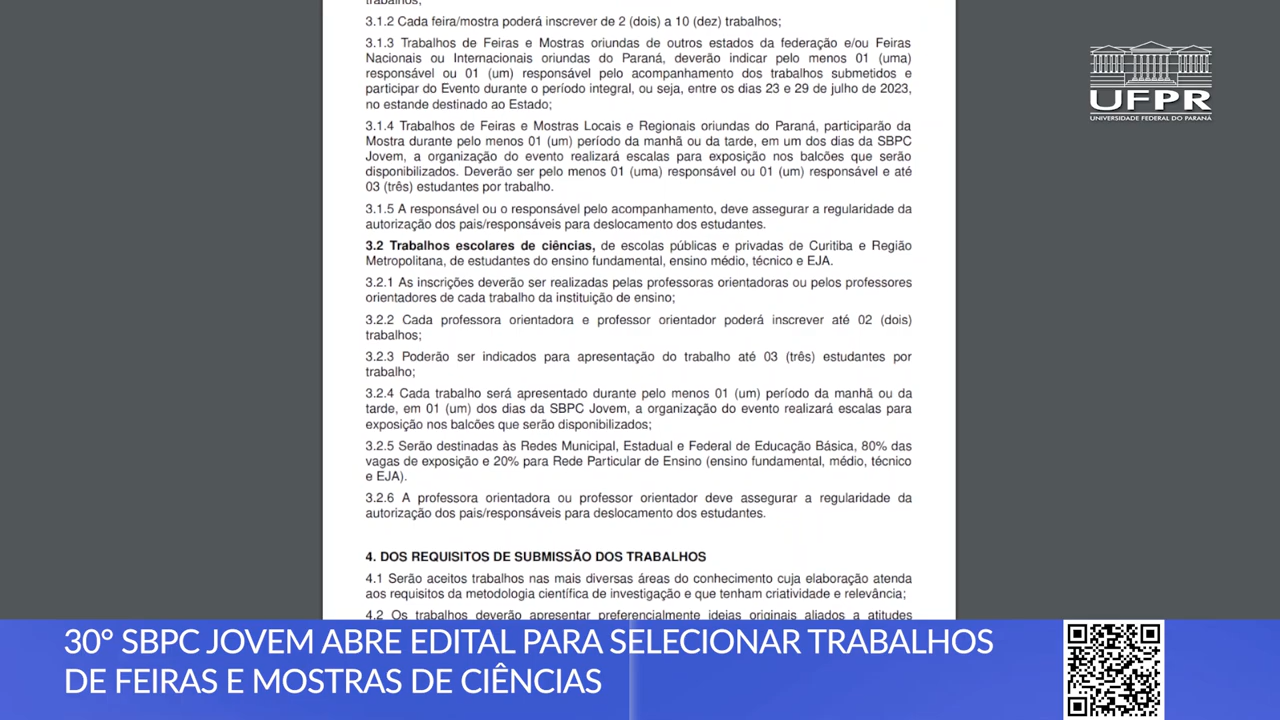 trabalhos;
3.1.2 Cada feira/mostra poderá inscrever de 2 (dois) a 10 (dez) trabalhos;
3.1.3 Trabalhos de Feiras e Mostras oriundas de outros estados da federação e/ou Feiras
Nacionais ou Internacionais oriundas do Paraná, deverão indicar pelo menos 01 (uma)
responsável ou 01 (um) responsável pelo acompanhamento dos trabalhos submetidos e
participar do Evento durante o período integral, ou seja, entre os dias 23 e 29 de julho de 2023,
no estande destinado ao Estado;
3.1.4 Trabalhos de Feiras e Mostras Locais e Regionais oriundas do Paraná, participarão da
Mostra durante pelo menos 01 (um) período da manhã ou da tarde, em um dos dias da SBPC
Jovem, a organização do evento realizará escalas para exposição nos balcões que serão
disponibilizados. Deverão ser pelo menos 01 (uma) responsável ou 01 (um) responsável e até
03 (três) estudantes por trabalho.
3.1.5 A responsável ou o responsável pelo acompanhamento, deve assegurar a regularidade da
autorização dos pais/responsáveis para deslocamento dos estudantes.
3.2 Trabalhos escolares de ciências, de escolas públicas e privadas de Curitiba e Região
Metropolitana, de estudantes do ensino fundamental, ensino médio, técnico e EJA.
3.2.1 As inscrições deverão ser realizadas pelas professoras orientadoras ou pelos professores
orientadores de cada trabalho da instituição de ensino;
3.2.2 Cada professora orientadora e professor orientador poderá inscrever até 02 (dois)
trabalhos;
3.2.3 Poderão ser indicados para apresentação do trabalho até 03 (três) estudantes por
trabalho;
3.2.4 Cada trabalho será apresentado durante pelo menos 01 (um) período da manhã ou da
tarde, em 01 (um) dos dias da SBPC Jovem, a organização do evento realizará escalas para
exposição nos balcões que serão disponibilizados;
3.2.5 Serão destinadas às Redes Municipal, Estadual e Federal de Educação Básica, 80% das
vagas de exposição e 20% para Rede Particular de Ensino (ensino fundamental, médio, técnico
e EJA).
3.2.6 A professora orientadora ou professor orientador deve assegurar a regularidade da
autorização dos pais/responsáveis para deslocamento dos estudantes.
4. DOS REQUISITOS DE SUBMISSÃO DOS TRABALHOS
4.1 Serão aceitos trabalhos nas mais diversas áreas do conhecimento cuja elaboração atenda
aos requisitos da metodologia científica de investigação e que tenham criatividade e relevância;
4.2 Os trabalhos deverão apresentar preferencialmente ideias originais aliados a atitudes
UFPR
UNIVERSIDADE FEDERAL DO PARANÁ
30º SBPC JOVEM ABRE EDITAL PARA SELECIONAR TRABALHOS
DE FEIRAS E MOSTRAS DE CIÊNCIAS